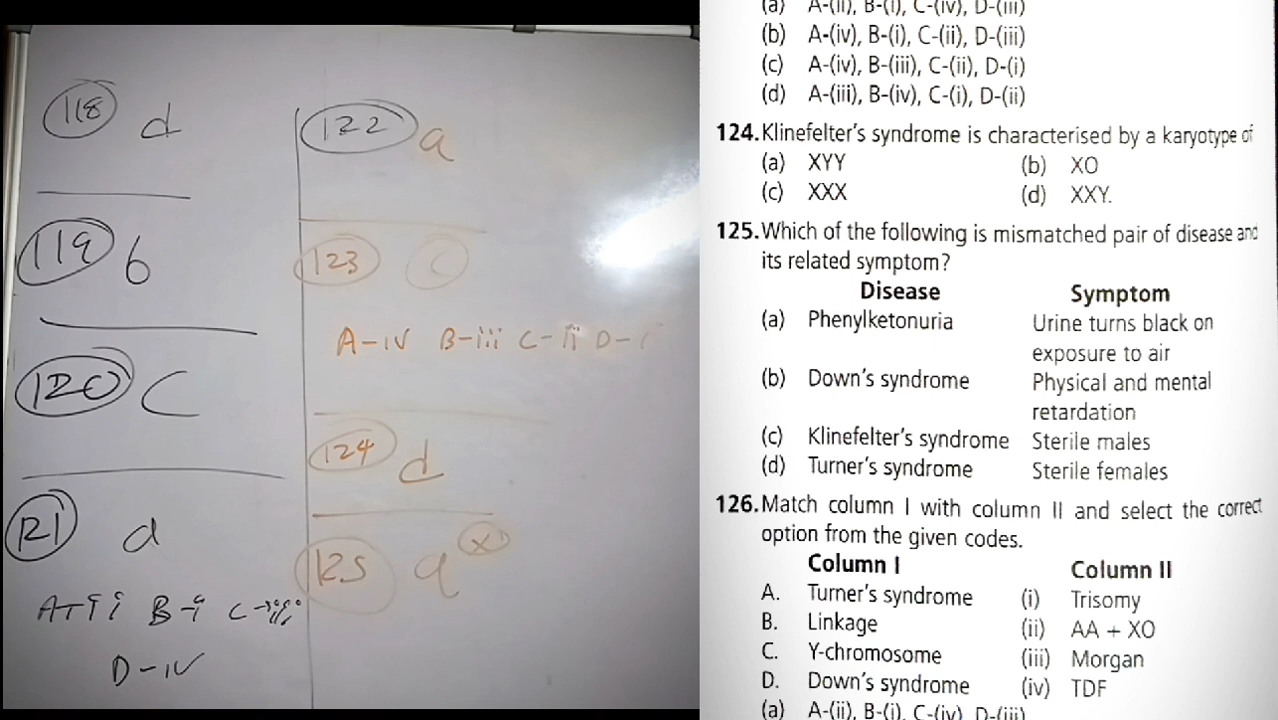 118 d
119 b
120 C
121 d
A-ii B-i C-iii
D-iv
122 a
123 C
A-iv B-iii C-ii D-i
124 d
125 a x
(a) A-(ii), B-(i), C-(iv), D-(iii)
(b) A-(iv), B-(i), C-(ii), D-(iii)
(c) A-(iv), B-(iii), C-(ii), D-(i)
(d) A-(iii), B-(iv), C-(i), D-(ii)
124. Klinefelter's syndrome is characterised by a karyotype of
(a) XYY (b) XO
(c) XXX (d) XXY.
125. Which of the following is mismatched pair of disease and
its related symptom?
Disease Symptom
(a) Phenylketonuria Urine turns black on
exposure to air
(b) Down's syndrome Physical and mental
retardation
(c) Klinefelter's syndrome Sterile males
(d) Turner's syndrome Sterile females
126. Match column I with column II and select the correct
option from the given codes.
Column I Column II
A. Turner's syndrome (i) Trisomy
B. Linkage (ii) AA + XO
C. Y-chromosome (iii) Morgan
D. Down's syndrome (iv) TDF
(a) A-(ii), B-(i), C-(iv), D-(iii)